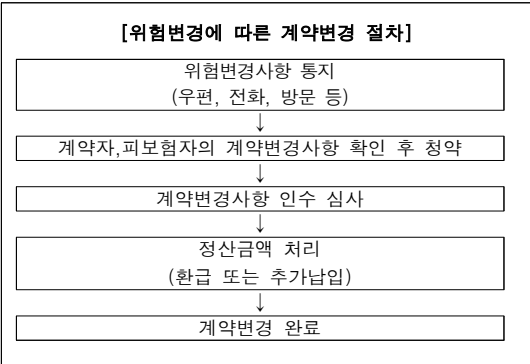 [위험변경에 따른 계약변경 절차]
위험변경사항 통지
(우편, 전화, 방문 등)
↓
계약자,피보험자의 계약변경사항 확인 후 청약
↓
계약변경사항 인수 심사
↓
정산금액 처리
(환급 또는 추가납입)
↓
계약변경 완료